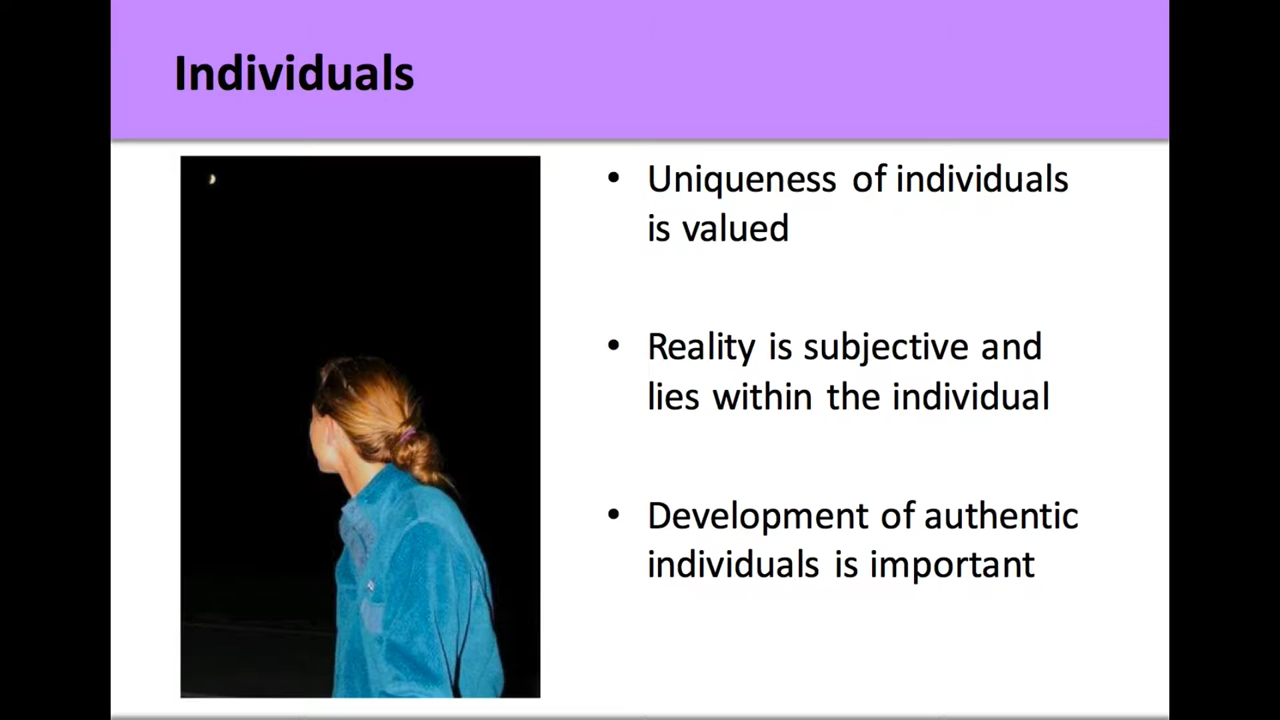 Individuals
• Uniqueness of individuals
is valued
• Reality is subjective and
lies within the individual
• Development of authentic
individuals is important